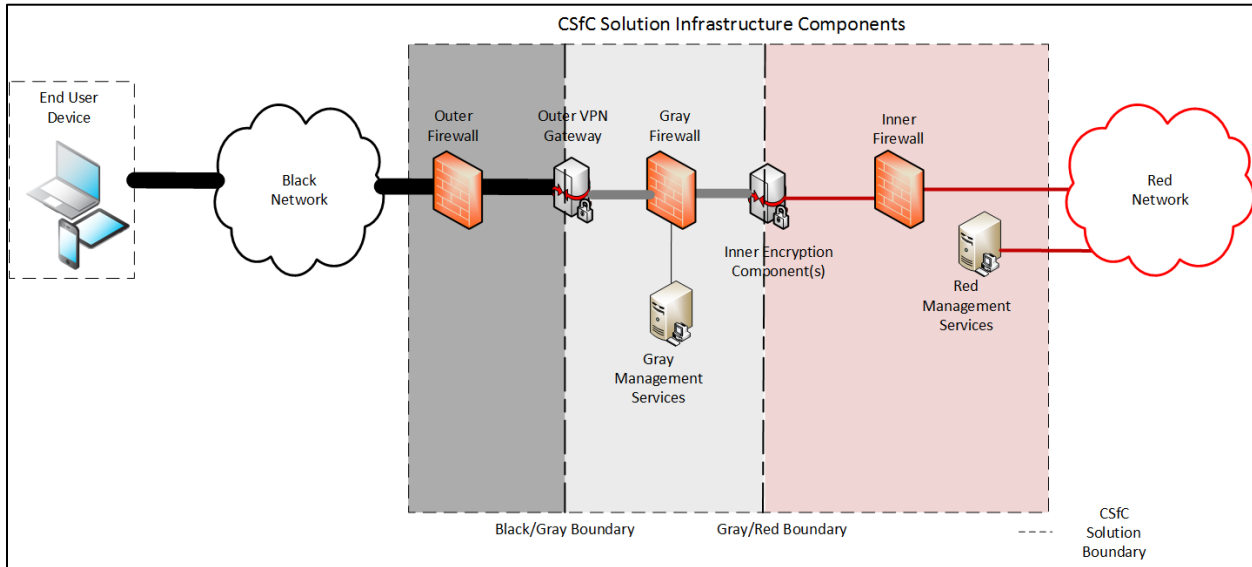 CSfC Solution Infrastructure Components
End User
Device
Black
Network
Outer
Firewall
Outer VPN
Gateway
Gray
Firewall
Inner
Firewall
Red
Network
Inner Encryption
Component(s)
Red
Management
Services
Gray
Management
Services
Black/Gray Boundary
Gray/Red Boundary
CSfC
Solution
Boundary